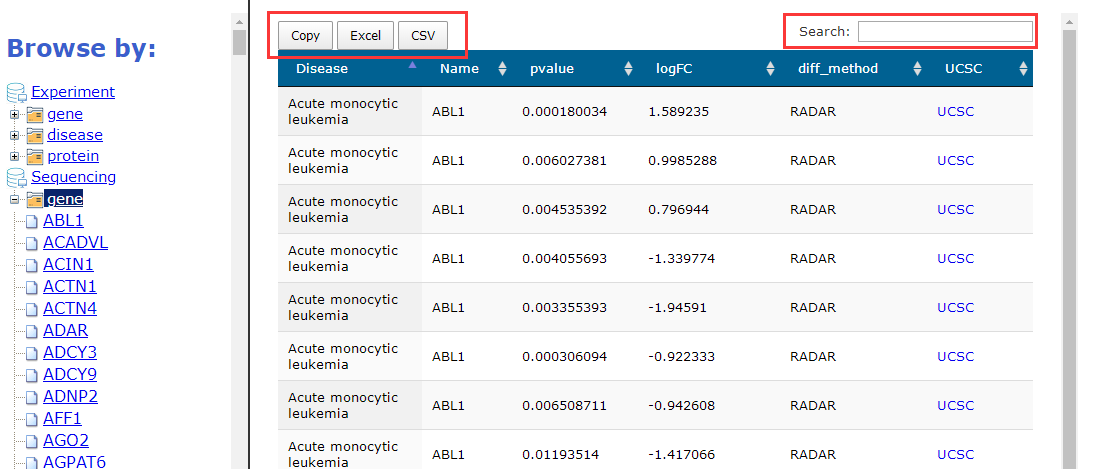 Browse by:
Experiment
gene
disease
protein
Sequencing
gene
ABL1
ACADVL
ACIN1
ACTN1
ACTN4
ADAR
ADCY3
ADCY9
ADNP2
AFF1
AGO2
AGPAT6
Copy Excel CSV Search:
Disease Name pvalue logFC diff_method UCSC
Acute monocytic
leukemia ABL1 0.000180034 1.589235 RADAR UCSC
Acute monocytic
leukemia ABL1 0.006027381 0.9985288 RADAR UCSC
Acute monocytic
leukemia ABL1 0.004535392 0.796944 RADAR UCSC
Acute monocytic
leukemia ABL1 0.004055693 -1.339774 RADAR UCSC
Acute monocytic
leukemia ABL1 0.003355393 -1.94591 RADAR UCSC
Acute monocytic
leukemia ABL1 0.000306094 -0.922333 RADAR UCSC
Acute monocytic
leukemia ABL1 0.006508711 -0.942608 RADAR UCSC
Acute monocytic
leukemia ABL1 0.01193514 -1.417066 RADAR UCSC